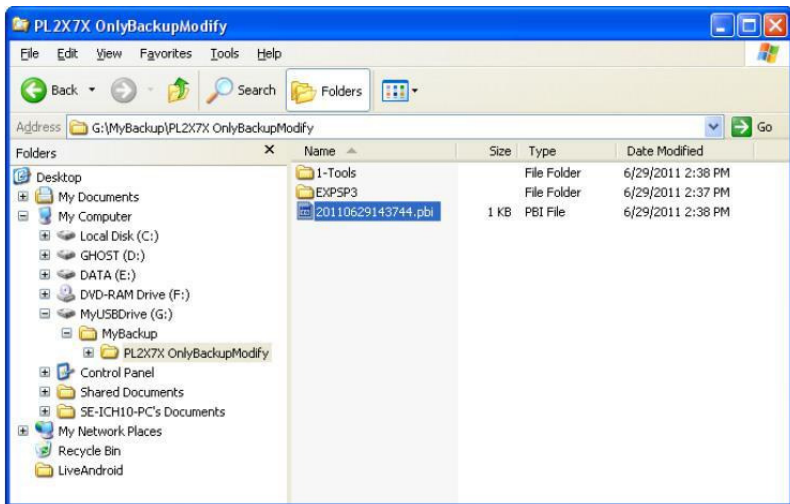 PL2X7X OnlyBackupModify
File Edit View Favorites Tools Help
Back Search Folders
Address G:\MyBackup\PL2X7X OnlyBackupModify Go
Folders
Desktop
My Documents
My Computer
Local Disk (C:)
GHOST (D:)
DATA (E:)
DVD-RAM Drive (F:)
MyUSBDrive (G:)
MyBackup
PL2X7X OnlyBackupModify
Control Panel
Shared Documents
SE-ICH10-PC's Documents
My Network Places
Recycle Bin
LiveAndroid
Name Size Type Date Modified
1-Tools File Folder 6/29/2011 2:38 PM
EXPSP3 File Folder 6/29/2011 2:37 PM
20110629143744.pbi 1 KB PBI File 6/29/2011 2:38 PM